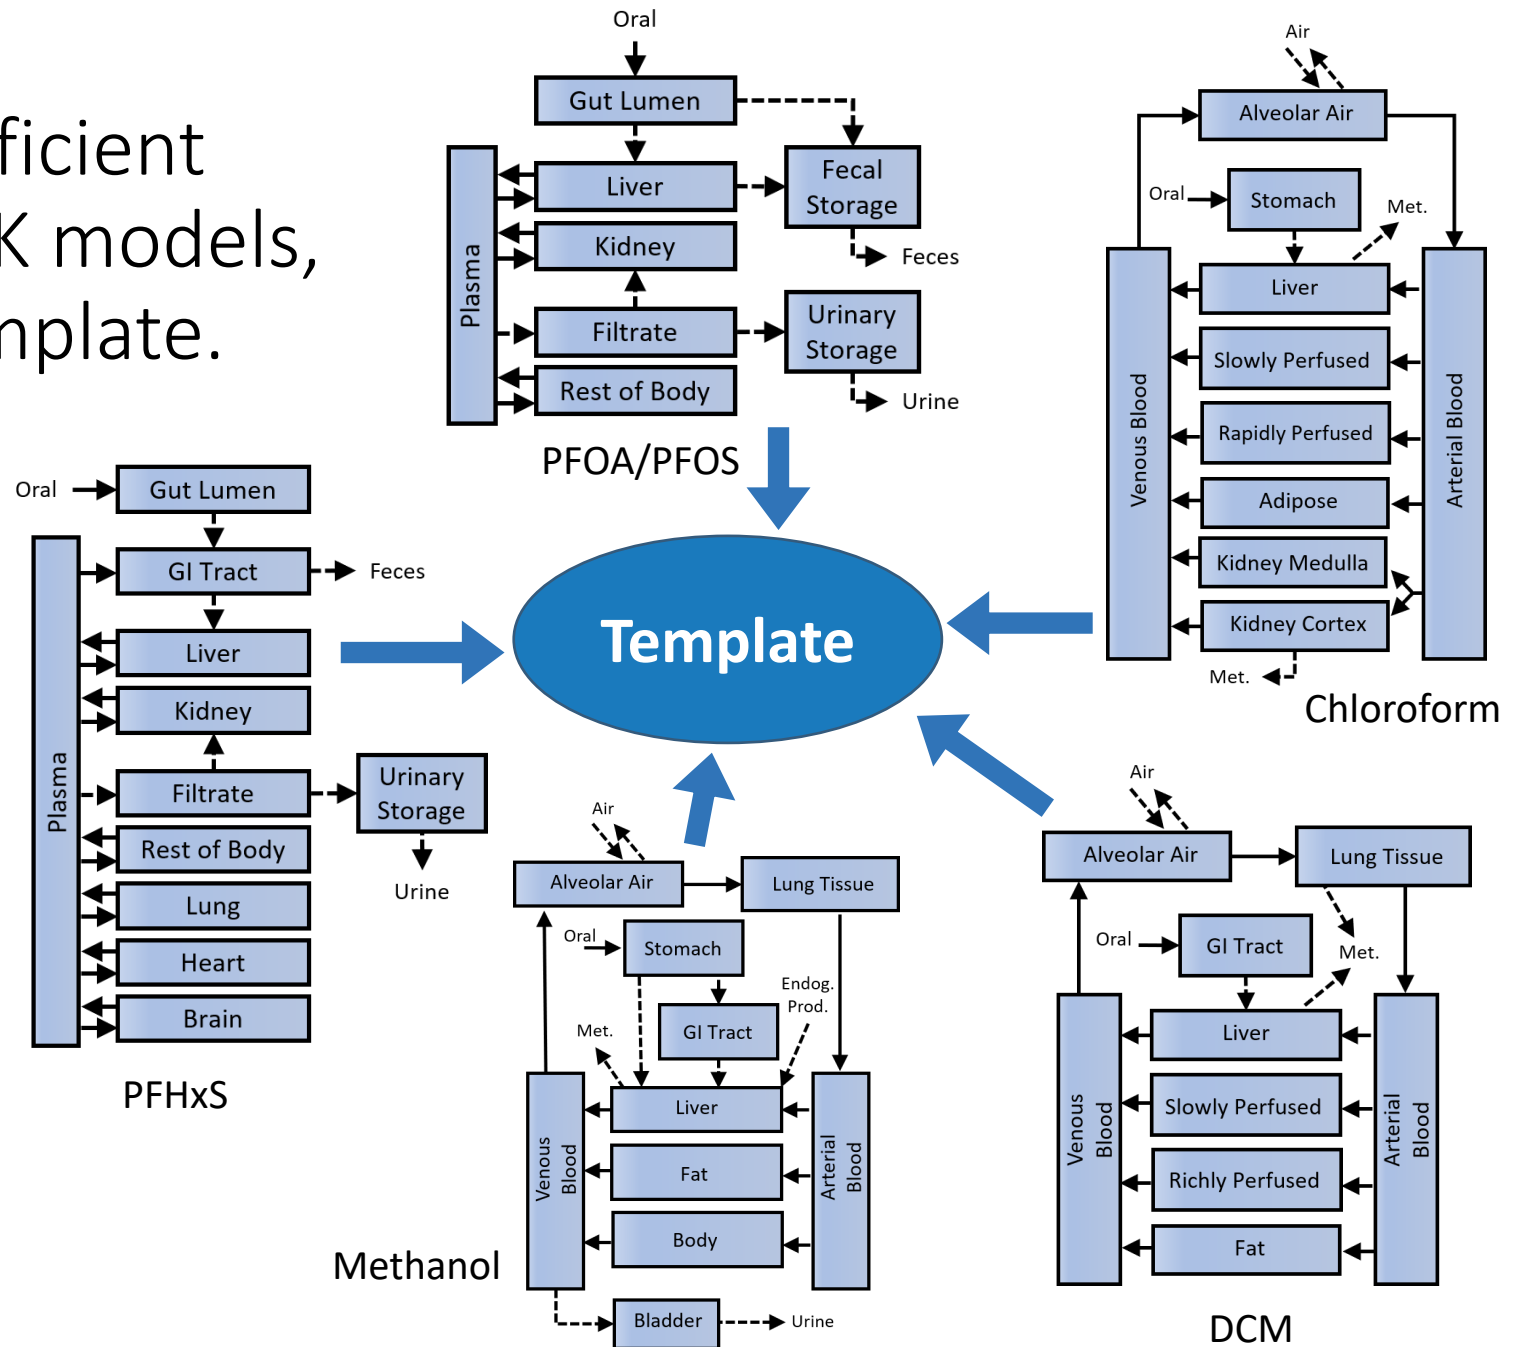 ficient
K models,
mplate.
Oral
Gut Lumen
Liver
Kidney
Filtrate
Rest of Body
Plasma
Fecal
Storage
Feces
Urinary
Storage
Urine
PFOA/PFOS
Air
Alveolar Air
Oral
Stomach
Met.
Liver
Slowly Perfused
Rapidly Perfused
Adipose
Kidney Medulla
Kidney Cortex
Met.
Venous Blood
Arterial Blood
Chloroform
Oral
Gut Lumen
GI Tract
Feces
Liver
Kidney
Filtrate
Urinary
Storage
Urine
Rest of Body
Lung
Heart
Brain
Plasma
PFHxS
Template
Air
Alveolar Air
Lung Tissue
Oral
Stomach
GI Tract
Endog.
Prod.
Met.
Liver
Fat
Body
Venous
Blood
Arterial
Blood
Bladder
Urine
Methanol
Air
Alveolar Air
Lung Tissue
Oral
GI Tract
Met.
Liver
Slowly Perfused
Richly Perfused
Fat
Venous
Blood
Arterial
Blood
DCM